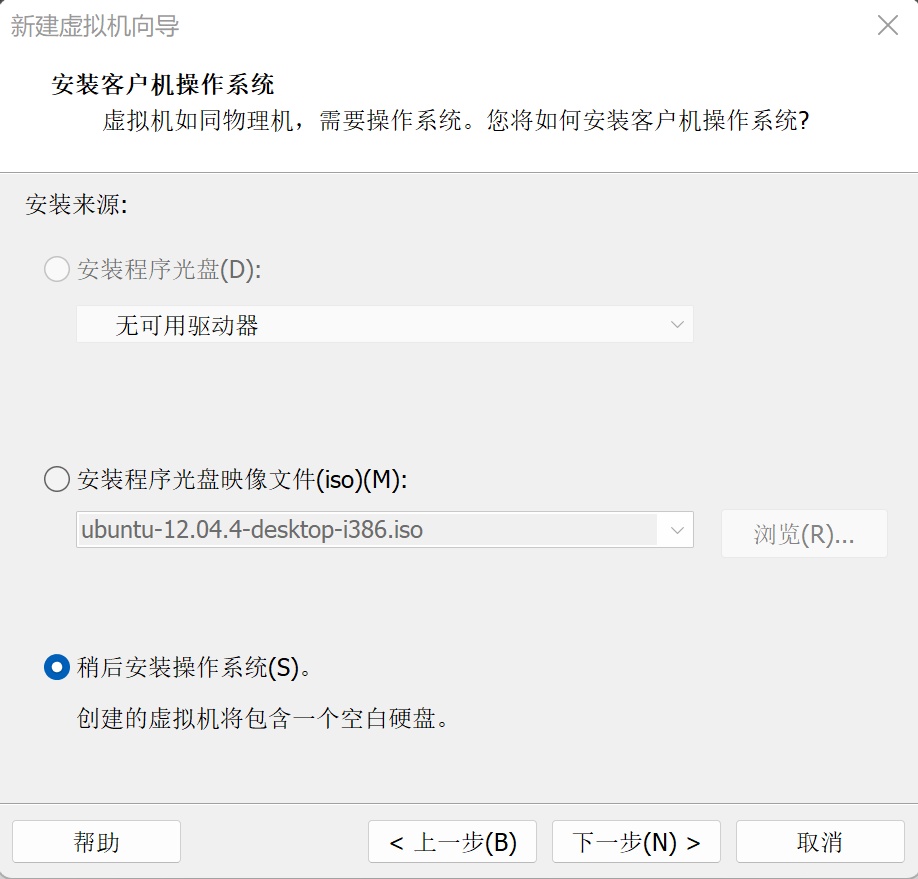 新建虚拟机向导
安装客户机操作系统
虚拟机如同物理机，需要操作系统。您将如何安装客户机操作系统?
安装来源:
安装程序光盘(D):
无可用驱动器
安装程序光盘映像文件(iso)(M):
ubuntu-12.04.4-desktop-i386.iso
浏览(R)...
稍后安装操作系统(S)。
创建的虚拟机将包含一个空白硬盘。
帮助
< 上一步(B)
下一步(N) >
取消